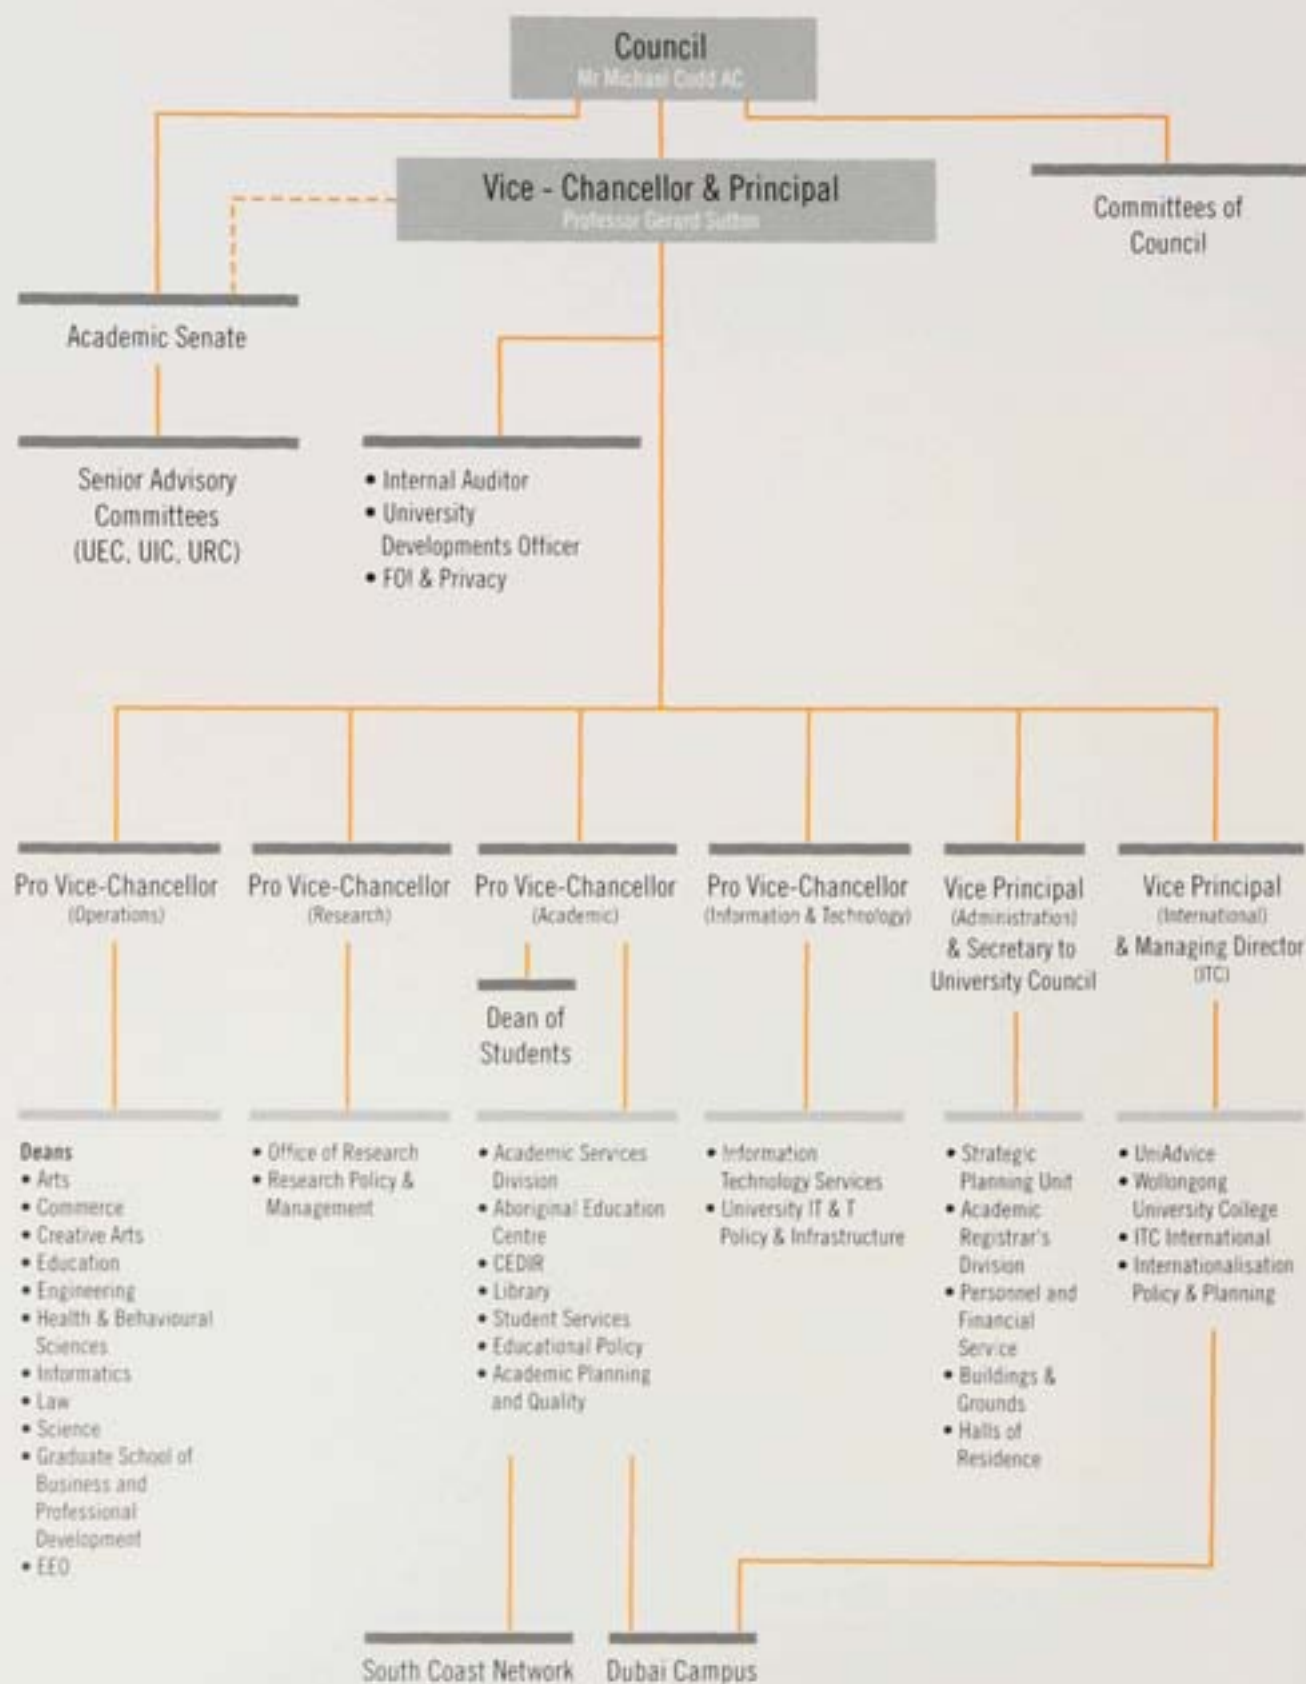 Council
Mr Michael Codd AC
Vice - Chancellor & Principal
Professor Gerard Sutton
Committees of
Council
Academic Senate
Senior Advisory
Committees
(UEC, UIC, URC)
• Internal Auditor
• University
Developments Officer
• FOI & Privacy
Pro Vice-Chancellor
(Operations)
Pro Vice-Chancellor
(Research)
Pro Vice-Chancellor
(Academic)
Pro Vice-Chancellor
(Information & Technology)
Vice Principal
(Administration)
& Secretary to
University Council
Vice Principal
(International)
& Managing Director
(ITC)
Dean of
Students
Deans
• Arts
• Commerce
• Creative Arts
• Education
• Engineering
• Health & Behavioural
Sciences
• Informatics
• Law
• Science
• Graduate School of
Business and
Professional
Development
• EEO
• Office of Research
• Research Policy &
Management
• Academic Services
Division
• Aboriginal Education
Centre
• CEDIR
• Library
• Student Services
• Educational Policy
• Academic Planning
and Quality
• Information
Technology Services
• University IT & T
Policy & Infrastructure
• Strategic
Planning Unit
• Academic
Registrar's
Division
• Personnel and
Financial
Service
• Buildings &
Grounds
• Halls of
Residence
• UniAdvice
• Wollongong
University College
• ITC International
• Internationalisation
Policy & Planning
South Coast Network
Dubai Campus